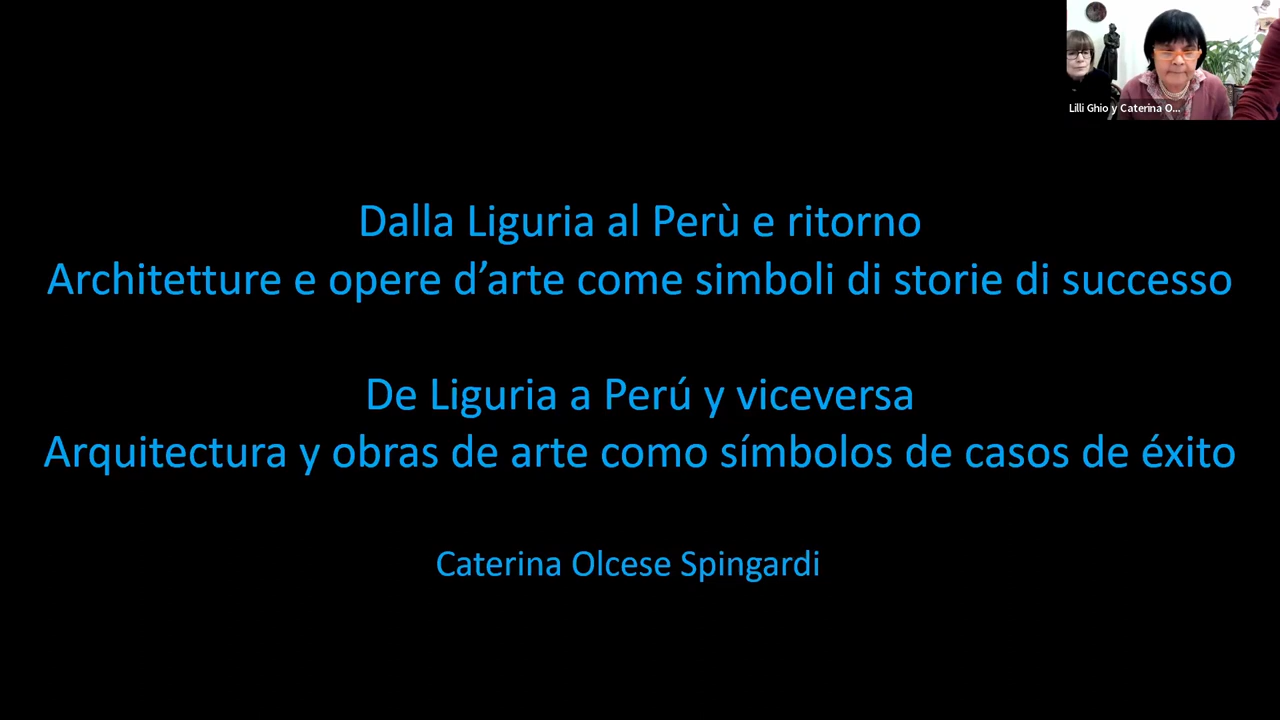 Lilli Ghio y Caterina O...
Dalla Liguria al Perù e ritorno
Architetture e opere d’arte come simboli di storie di successo
De Liguria a Perú y viceversa
Arquitectura y obras de arte como símbolos de casos de éxito
Caterina Olcese Spingardi